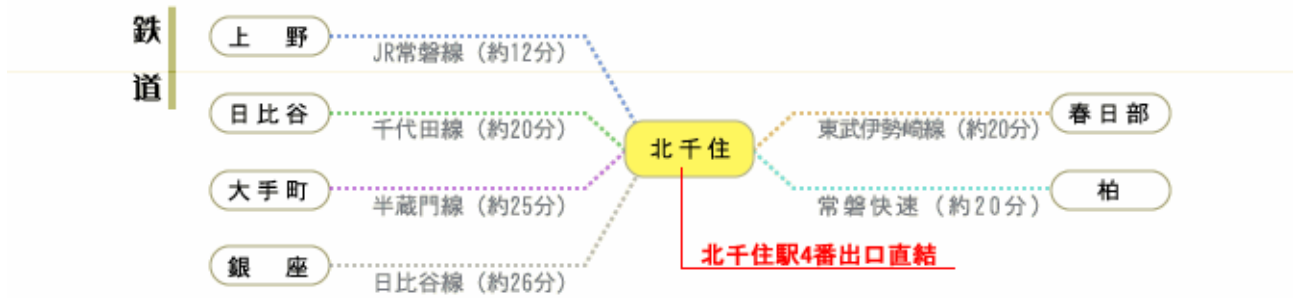 鉄道
上野
JR常磐線（約12分）
日比谷
千代田線（約20分）
大手町
半蔵門線（約25分）
銀座
日比谷線（約26分）
北千住
東武伊勢崎線（約20分）
春日部
常磐快速（約20分）
柏
北千住駅4番出口直結